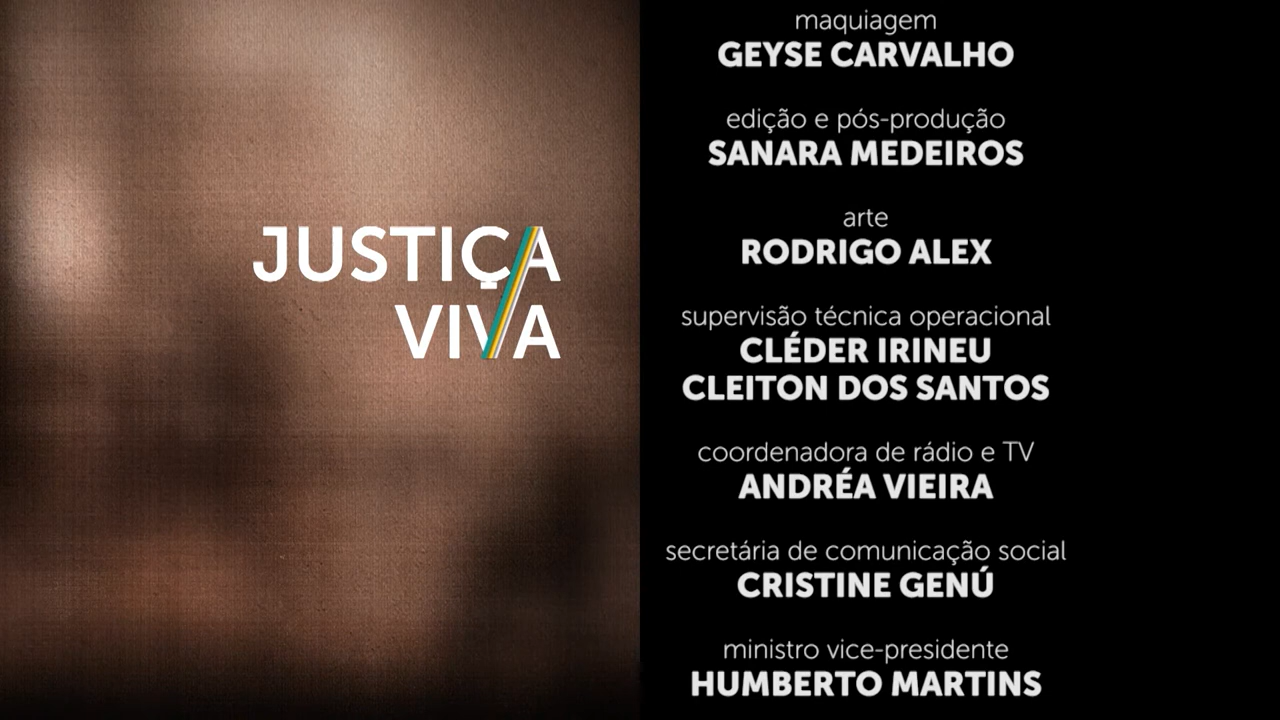 JUSTIÇA
VIVA
maquiagem
GEYSE CARVALHO
edição e pós-produção
SANARA MEDEIROS
arte
RODRIGO ALEX
supervisão técnica operacional
CLÉDER IRINEU
CLEITON DOS SANTOS
coordenadora de rádio e TV
ANDRÉA VIEIRA
secretária de comunicação social
CRISTINE GENÚ
ministro vice-presidente
HUMBERTO MARTINS